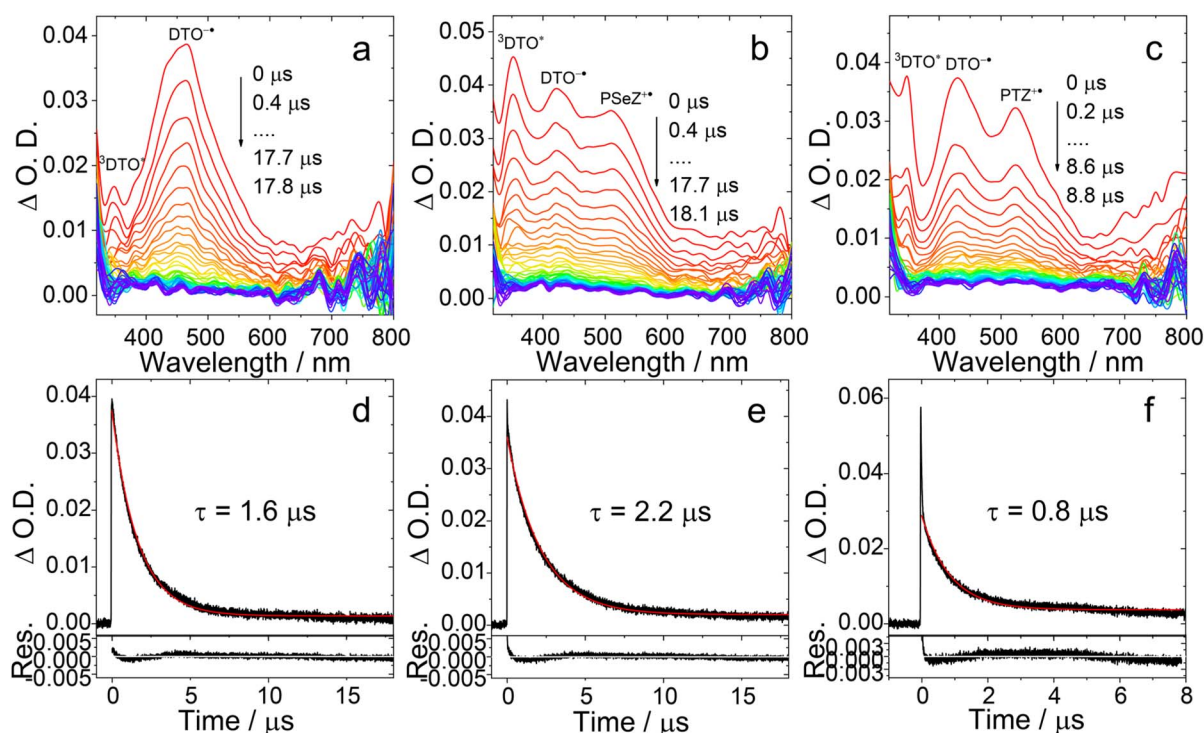 a
DTO⁻•
³DTO*
0 μs
0.4 μs
....
17.7 μs
17.8 μs
0.04
0.03
0.02
0.01
0.00
Δ O. D.
400 500 600 700 800
Wavelength / nm
b
³DTO*
DTO⁻•
PSeZ⁺•
0 μs
0.4 μs
....
17.7 μs
18.1 μs
0.05
0.04
0.03
0.02
0.01
0.00
Δ O. D.
400 500 600 700 800
Wavelength / nm
c
³DTO* DTO⁻•
PTZ⁺•
0 μs
0.2 μs
....
8.6 μs
8.8 μs
0.04
0.03
0.02
0.01
0.00
Δ O. D.
400 500 600 700 800
Wavelength / nm
d
τ = 1.6 μs
0.04
0.03
0.02
0.01
0.00
Δ O.D.
0.005
0.000
-0.005
Res.
0 5 10 15
Time / μs
e
τ = 2.2 μs
0.04
0.03
0.02
0.01
0.00
Δ O.D.
0.005
0.000
-0.005
Res.
0 5 10 15
Time / μs
f
τ = 0.8 μs
0.06
0.04
0.02
0.00
Δ O.D.
0.003
0.000
-0.003
Res.
0 2 4 6 8
Time / μs